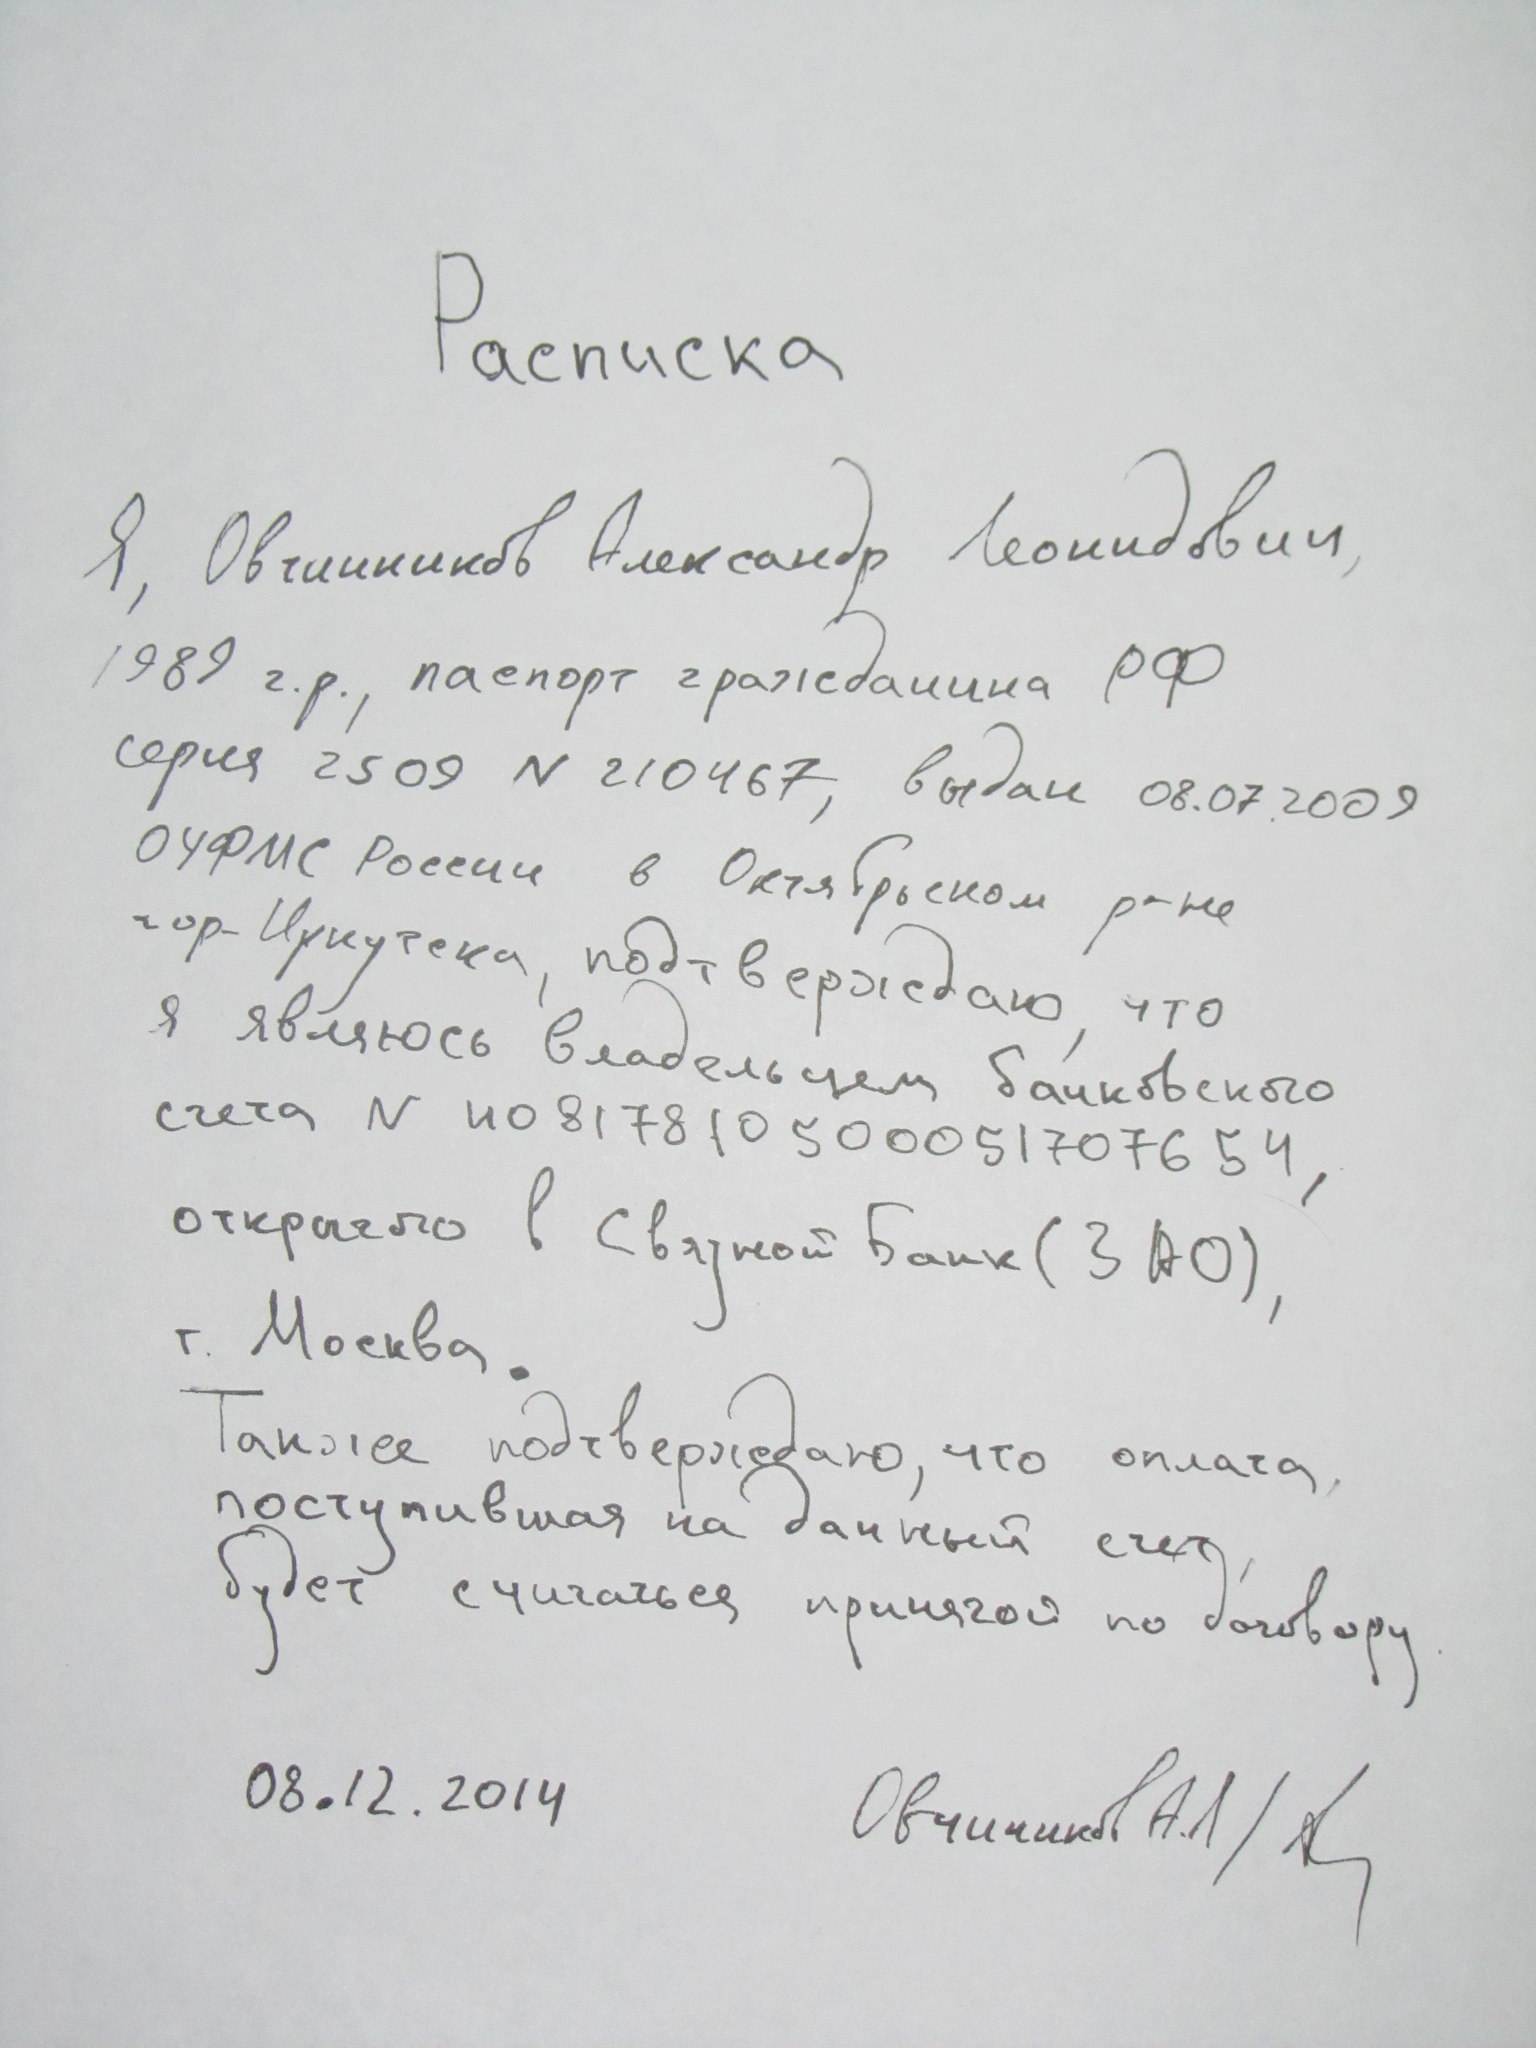 Расписка
Я, Овчинников Александр Леонидович,
1989 г.р., паспорт гражданина РФ
серия 2509 N 210467, выдан 08.07.2009
ОУФМС России в Октябрьском р-не
гор. Иркутска, подтверждаю, что
я являюсь владельцем банковского
счета N 40817810500051707654,
открытого в Связной Банк (ЗАО),
г. Москва.
Также подтверждаю, что оплата,
поступившая на данный счет,
будет считаться принятой по договору.
08.12.2014 Овчинников А.Л/